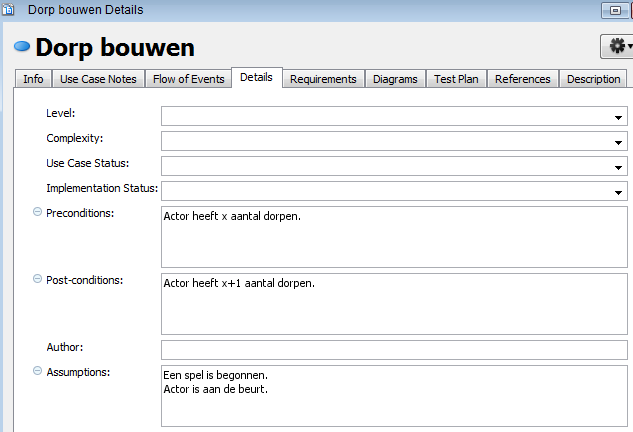 Dorp bouwen Details
Dorp bouwen
Info Use Case Notes Flow of Events Details Requirements Diagrams Test Plan References Description
Level:
Complexity:
Use Case Status:
Implementation Status:
Preconditions: Actor heeft x aantal dorpen.
Post-conditions: Actor heeft x+1 aantal dorpen.
Author:
Assumptions: Een spel is begonnen.
Actor is aan de beurt.